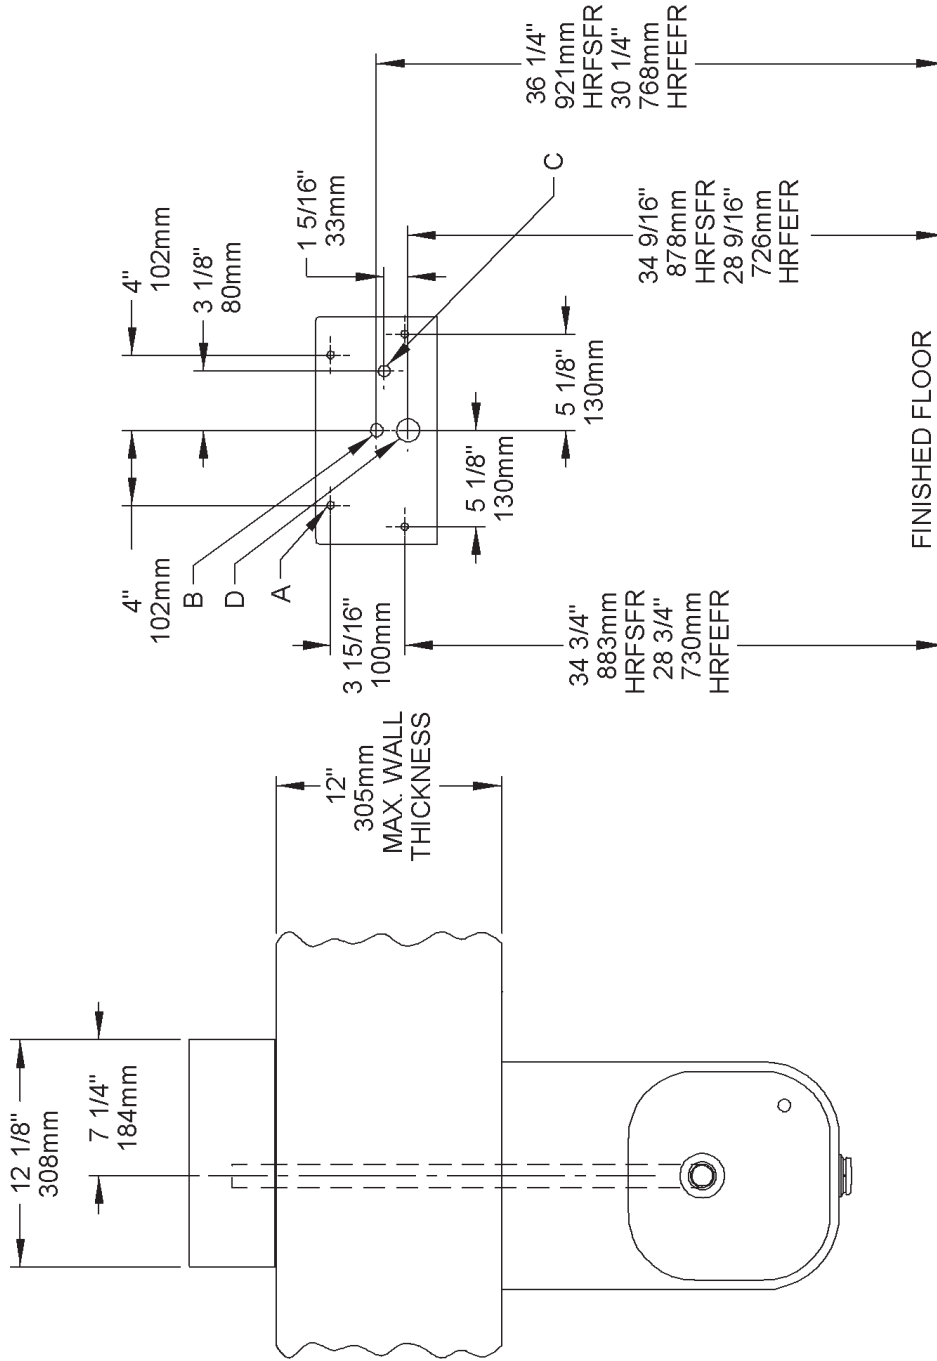 4"
102mm
3 1/8"
80mm
1 5/16"
33mm
36 1/4"
921mm
HRFSFR
30 1/4"
768mm
HRFEFR
C
34 9/16"
878mm
HRFSFR
28 9/16"
726mm
HRFEFR
5 1/8"
130mm
5 1/8"
130mm
4"
102mm
B
D
A
3 15/16"
100mm
34 3/4"
883mm
HRFSFR
28 3/4"
730mm
HRFEFR
FINISHED FLOOR
12"
305mm
MAX. WALL
THICKNESS
12 1/8"
308mm
7 1/4"
184mm